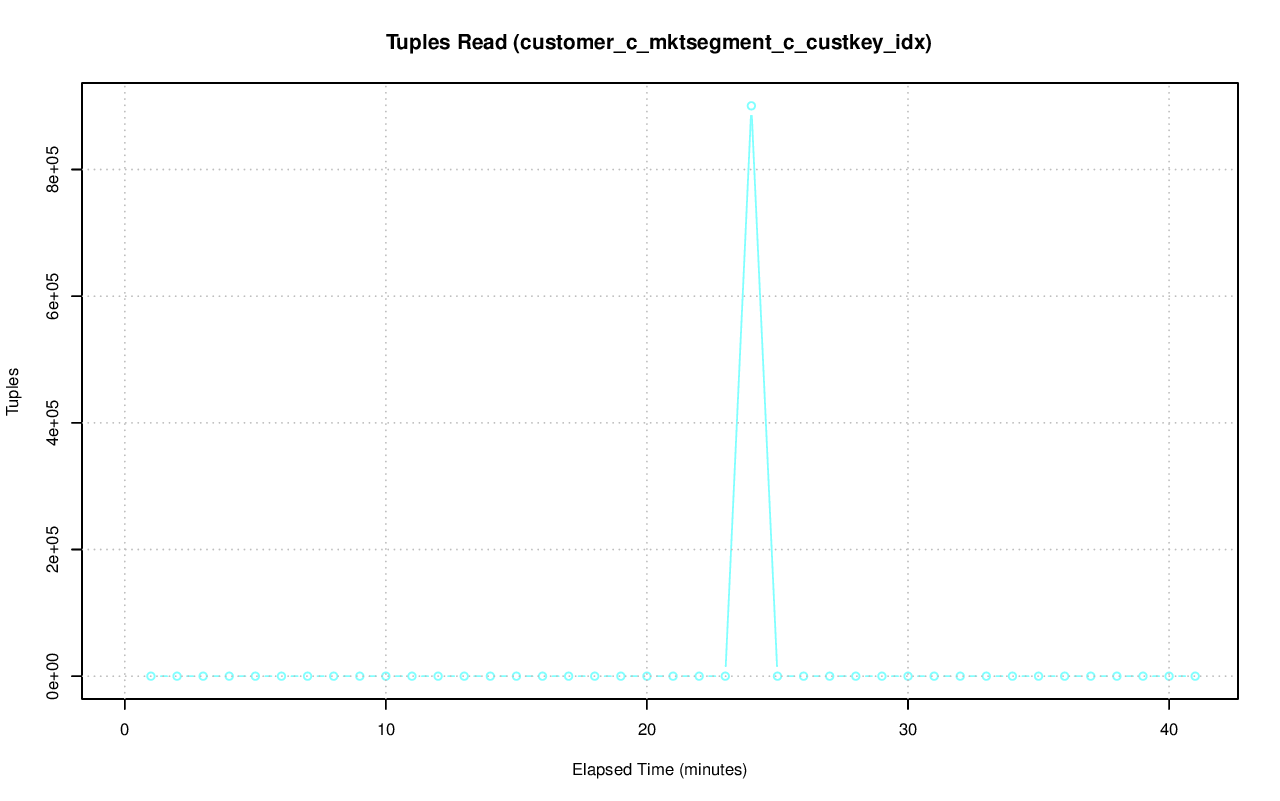 Tuples Read (customer_c_mktsegment_c_custkey_idx)
8e+05
6e+05
4e+05
2e+05
0e+00
Tuples
0 10 20 30 40
Elapsed Time (minutes)